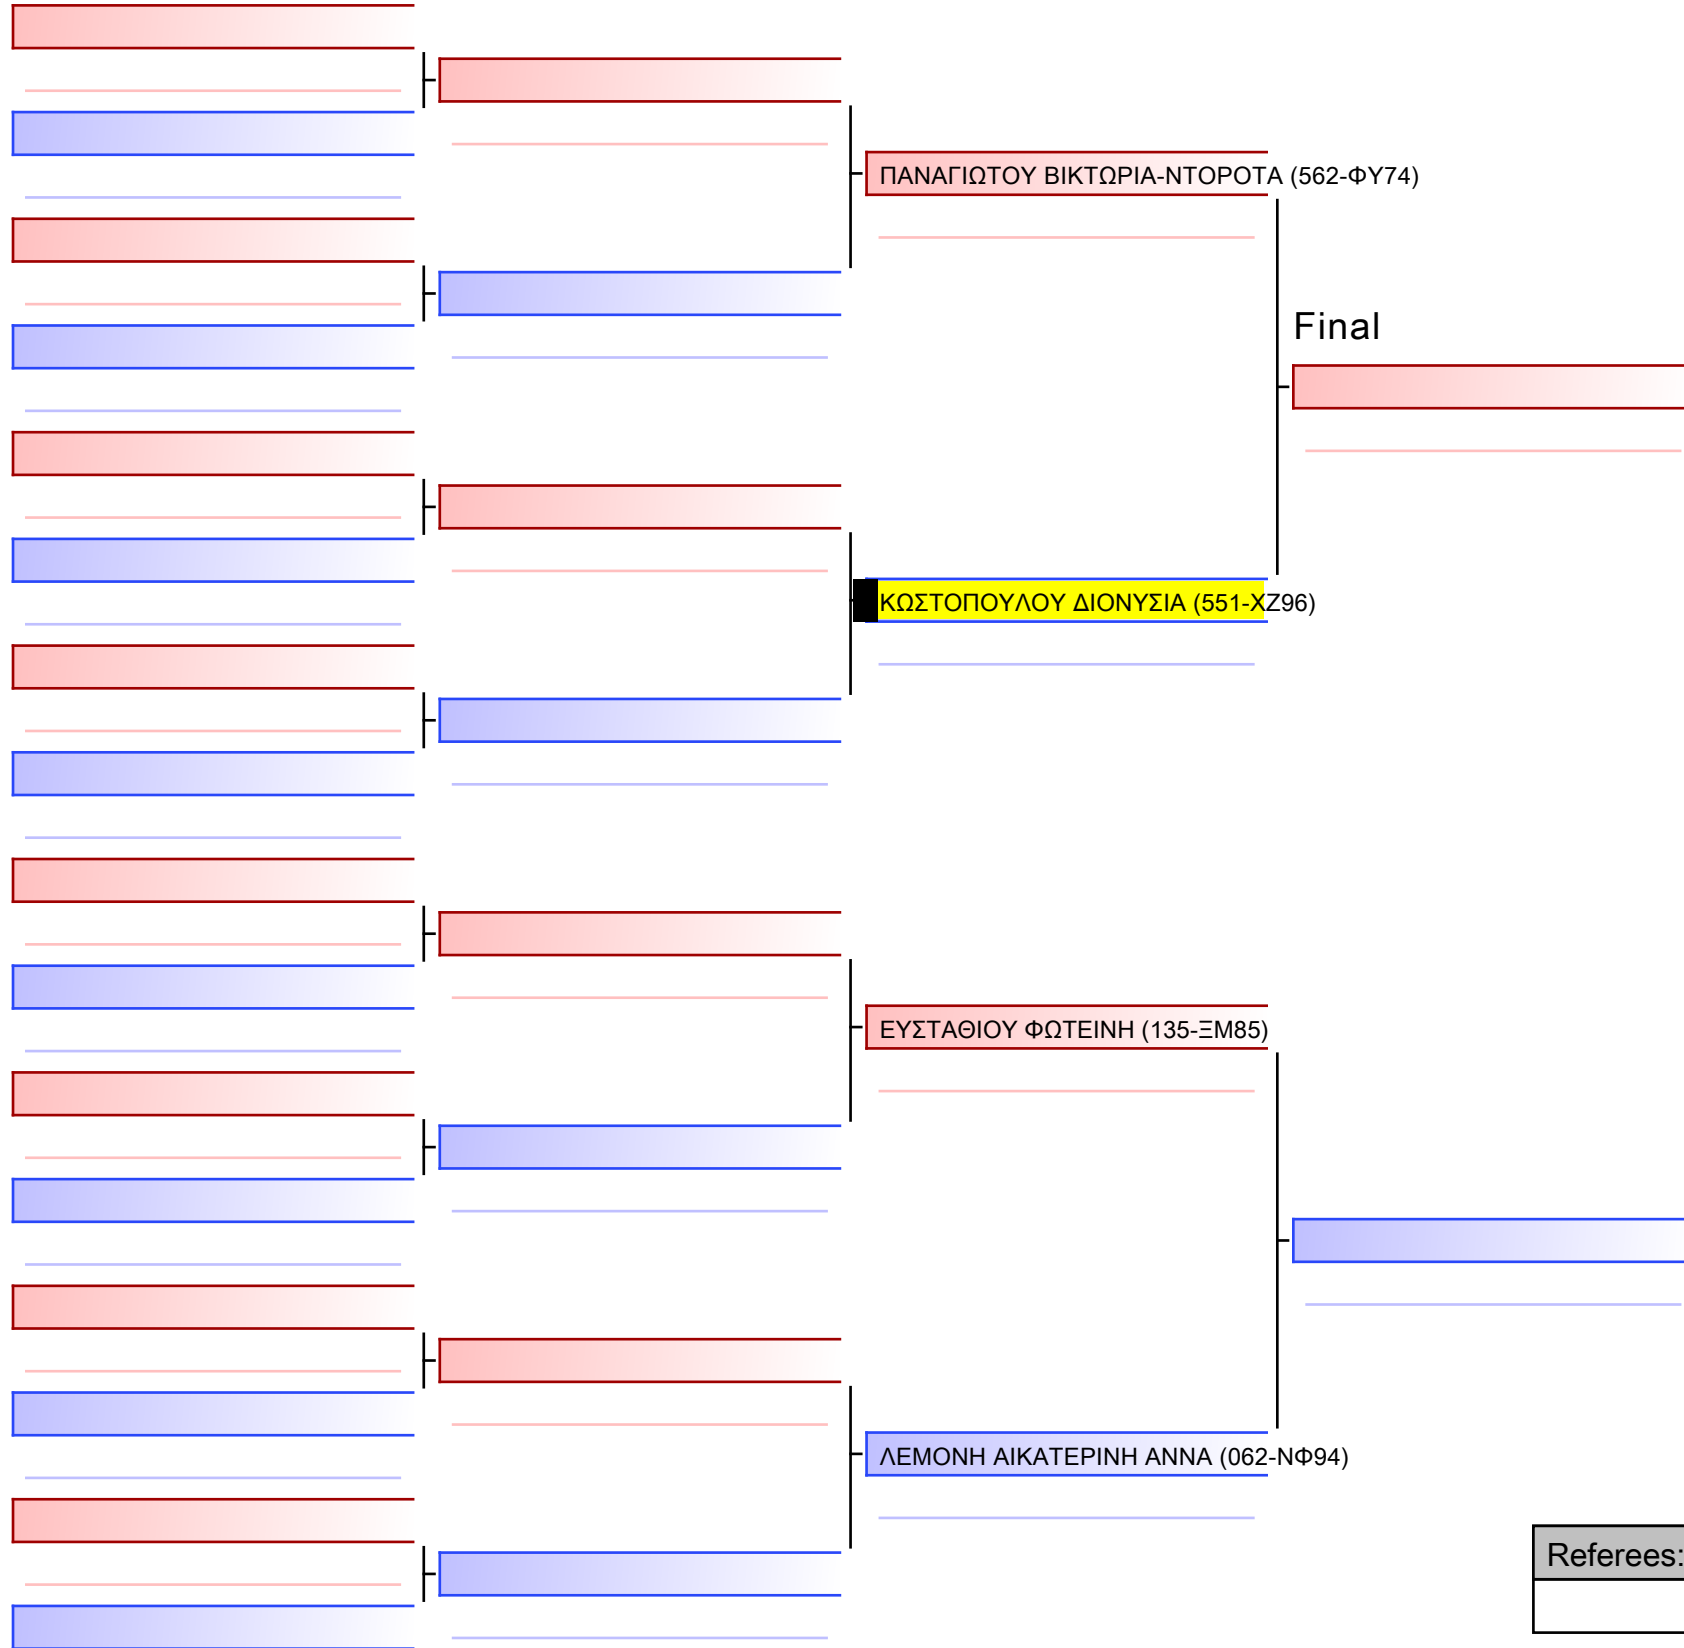 ΠΑΝΑΓΙΩΤΟΥ ΒΙΚΤΩΡΙΑ-ΝΤΟΡΟΤΑ (562-ΦΥ74)
Final
ΚΩΣΤΟΠΟΥΛΟΥ ΔΙΟΝΥΣΙΑ (551-ΧΖ96)
ΕΥΣΤΑΘΙΟΥ ΦΩΤΕΙΝΗ (135-ΞΜ85)
ΛΕΜΟΝΗ ΑΙΚΑΤΕΡΙΝΗ ΑΝΝΑ (062-ΝΦ94)
Referees: